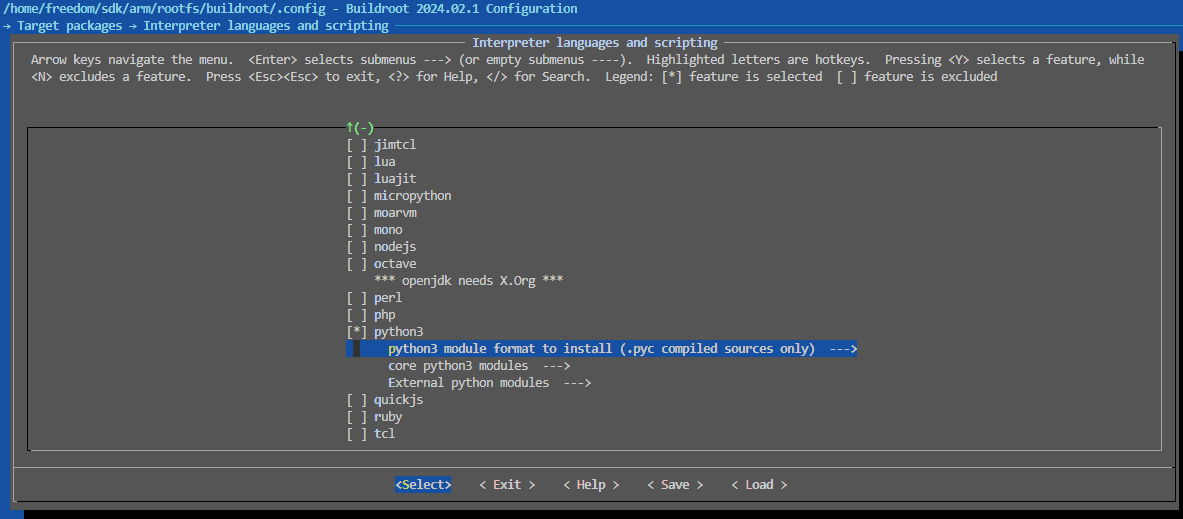 /home/freedom/sdk/arm/rootfs/buildroot/.config - Buildroot 2024.02.1 Configuration
→ Target packages → Interpreter languages and scripting
Interpreter languages and scripting
Arrow keys navigate the menu.  <Enter> selects submenus ---> (or empty submenus ----).  Highlighted letters are hotkeys.  Pressing <Y> selects a feature, while
<N> excludes a feature.  Press <Esc><Esc> to exit, <?> for Help, </> for Search.  Legend: [*] feature is selected  [ ] feature is excluded
↑(-)
[ ] jimtcl
[ ] lua
[ ] luajit
[ ] micropython
[ ] moarvm
[ ] mono
[ ] nodejs
[ ] octave
*** openjdk needs X.Org ***
[ ] perl
[ ] php
[*] python3
python3 module format to install (.pyc compiled sources only)  --->
core python3 modules  --->
External python modules  --->
[ ] quickjs
[ ] ruby
[ ] tcl
<Select>    < Exit >    < Help >    < Save >    < Load >